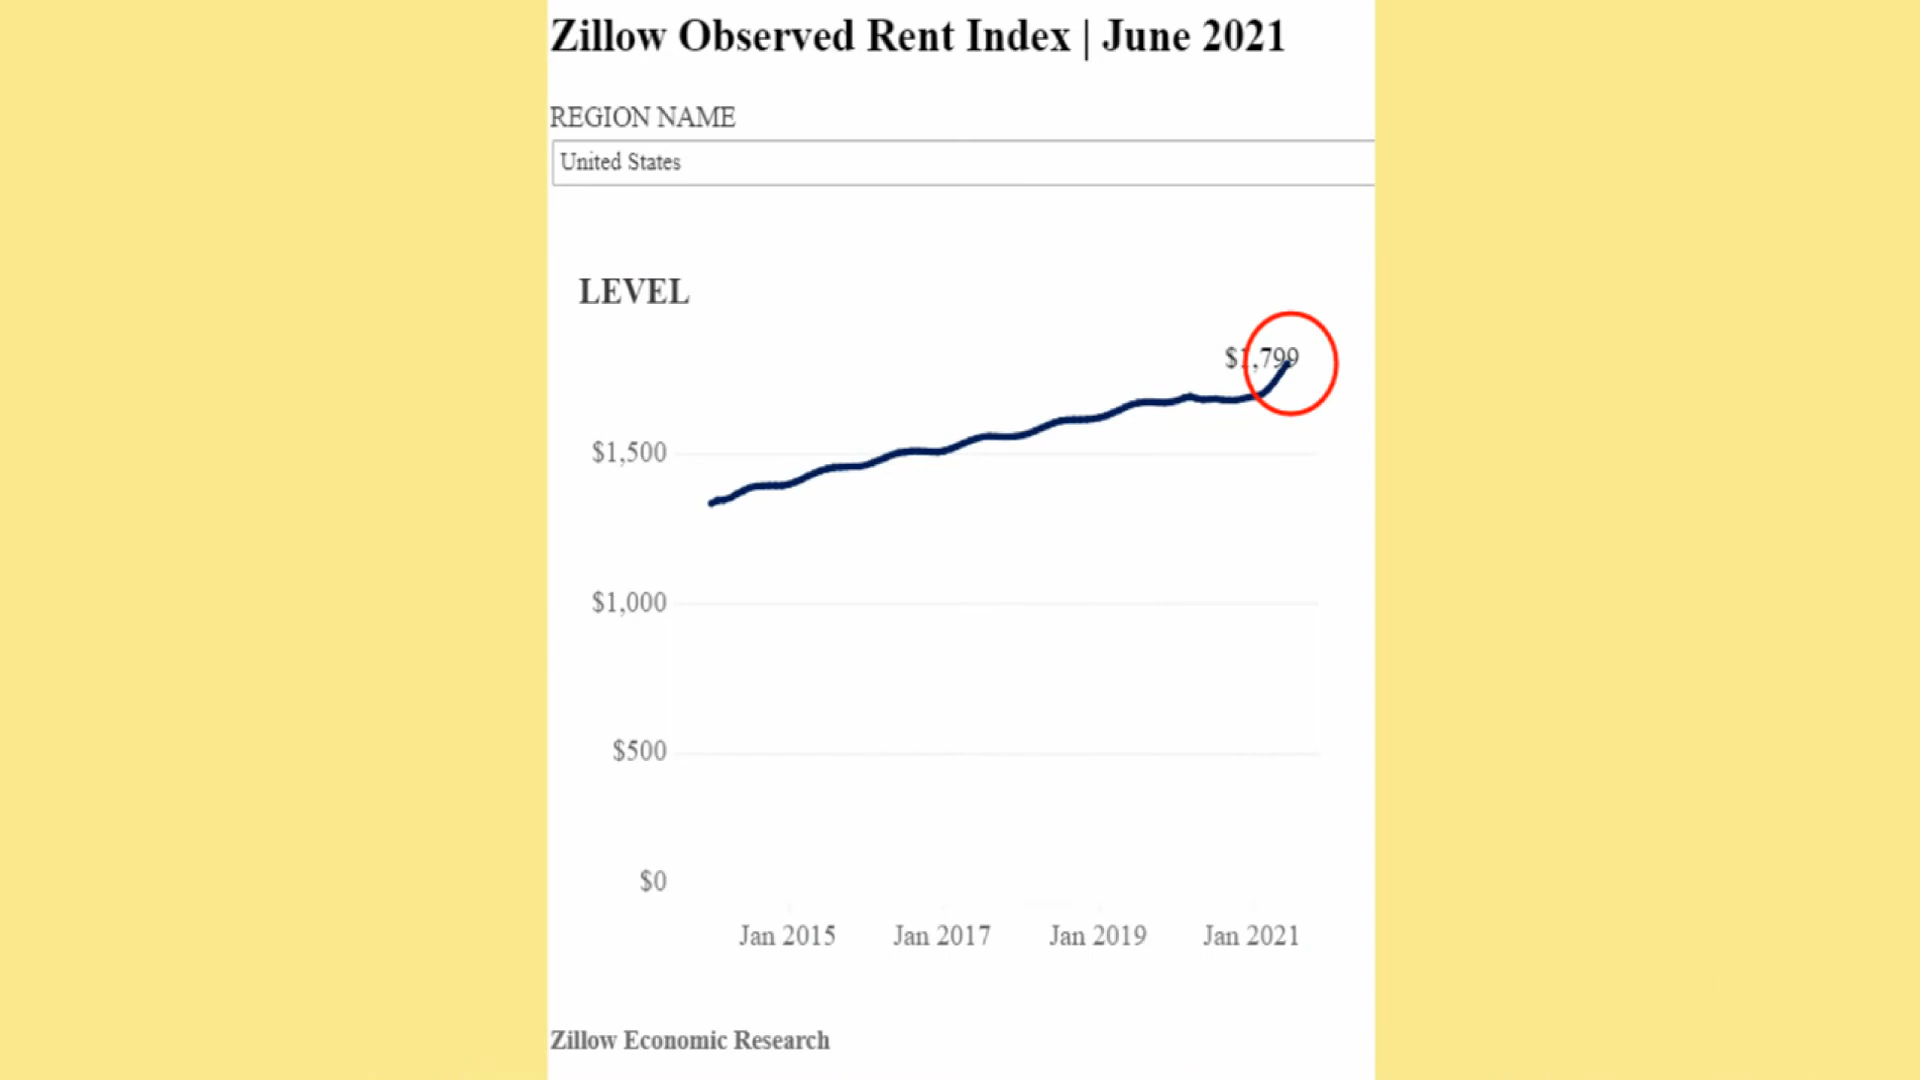 Zillow Observed Rent Index | June 2021
REGION NAME
United States
LEVEL
$1,799
$1,500
$1,000
$500
$0
Jan 2015 Jan 2017 Jan 2019 Jan 2021
Zillow Economic Research